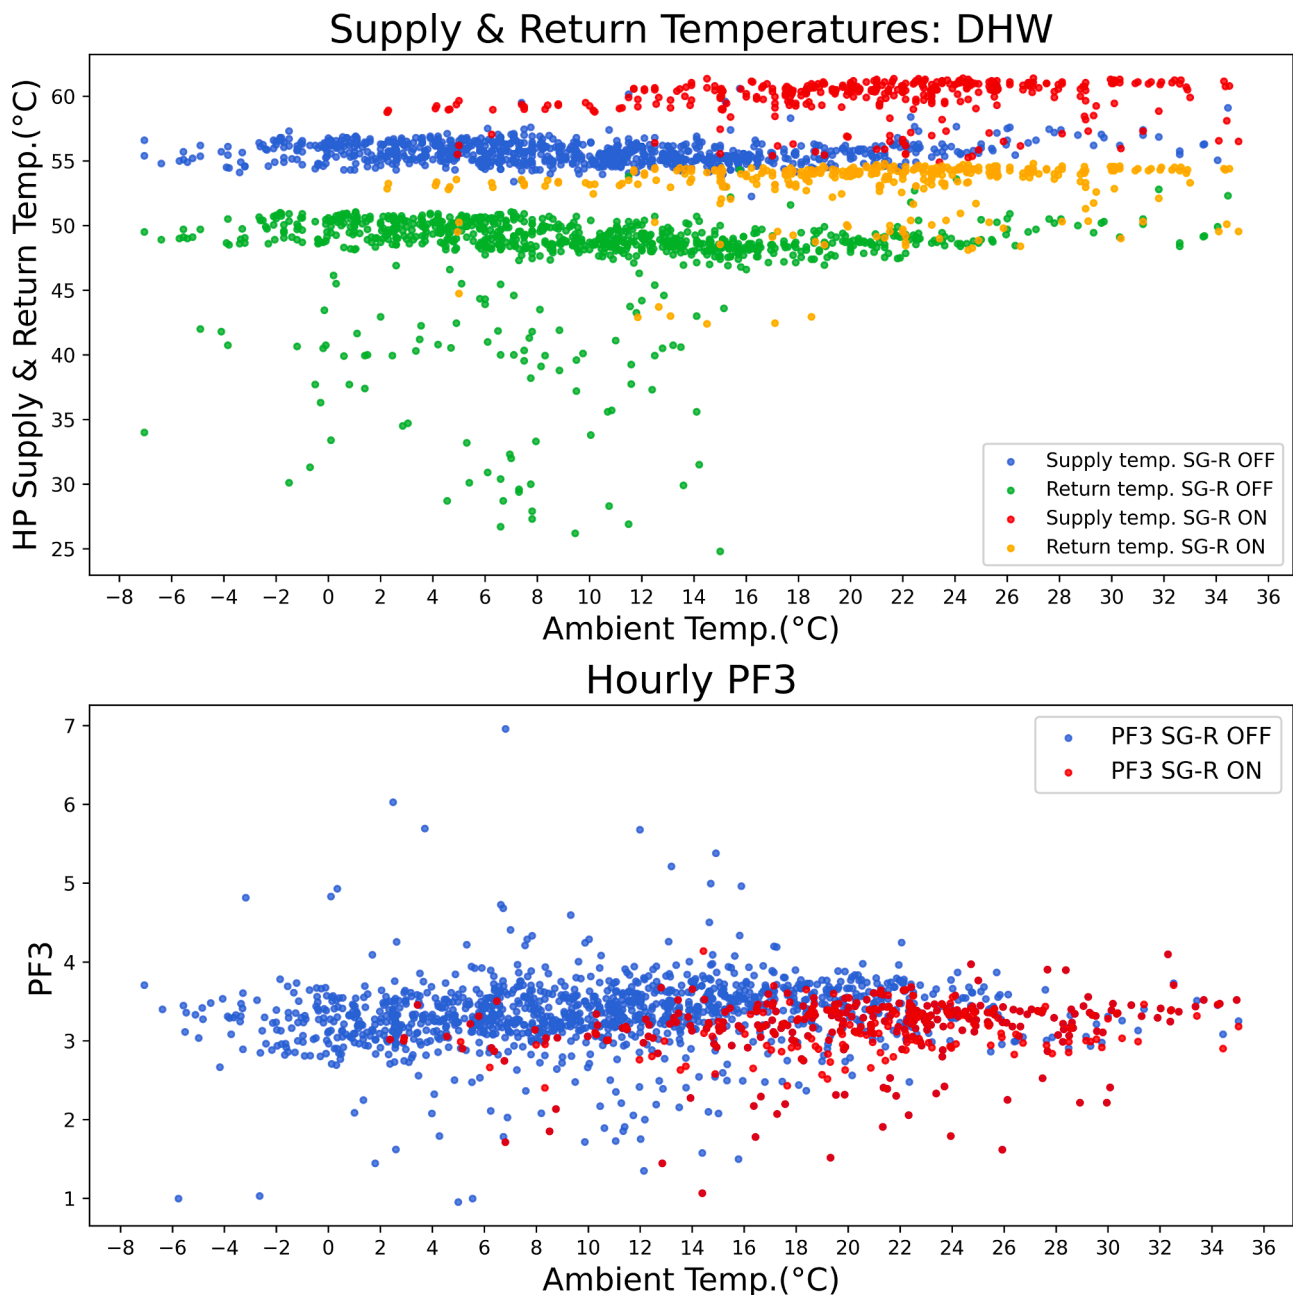 Supply & Return Temperatures: DHW
HP Supply & Return Temp.(°C)
60
55
50
45
40
35
30
25
Supply temp. SG-R OFF
Return temp. SG-R OFF
Supply temp. SG-R ON
Return temp. SG-R ON
−8 −6 −4 −2 0 2 4 6 8 10 12 14 16 18 20 22 24 26 28 30 32 34 36
Ambient Temp.(°C)
Hourly PF3
PF3
7
6
5
4
3
2
1
PF3 SG-R OFF
PF3 SG-R ON
−8 −6 −4 −2 0 2 4 6 8 10 12 14 16 18 20 22 24 26 28 30 32 34 36
Ambient Temp.(°C)